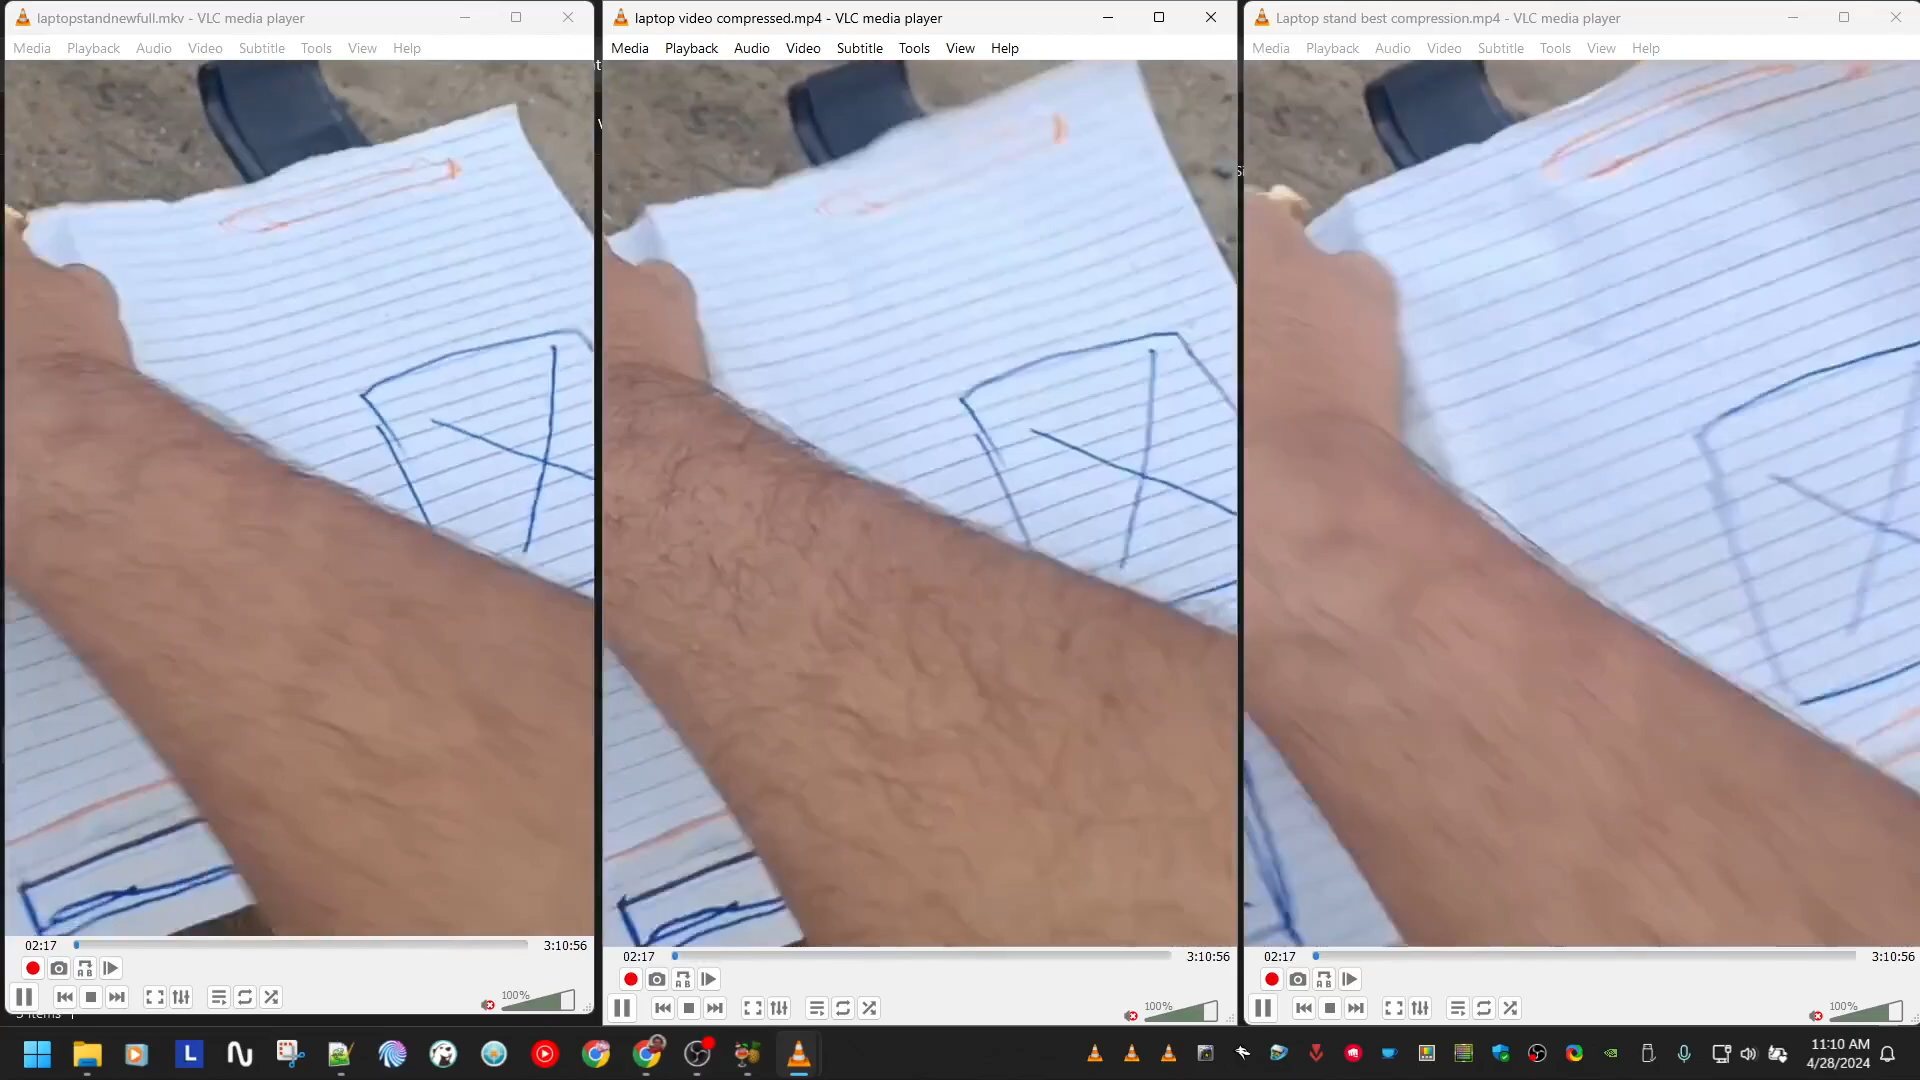 laptopstandnewfull.mkv - VLC media player
Media Playback Audio Video Subtitle Tools View Help
02:17 3:10:56
100%
laptop video compressed.mp4 - VLC media player
Media Playback Audio Video Subtitle Tools View Help
02:17 3:10:56
100%
Laptop stand best compression.mp4 - VLC media player
Media Playback Audio Video Subtitle Tools View Help
02:17 3:10:56
100%
L
11:10 AM
4/28/2024